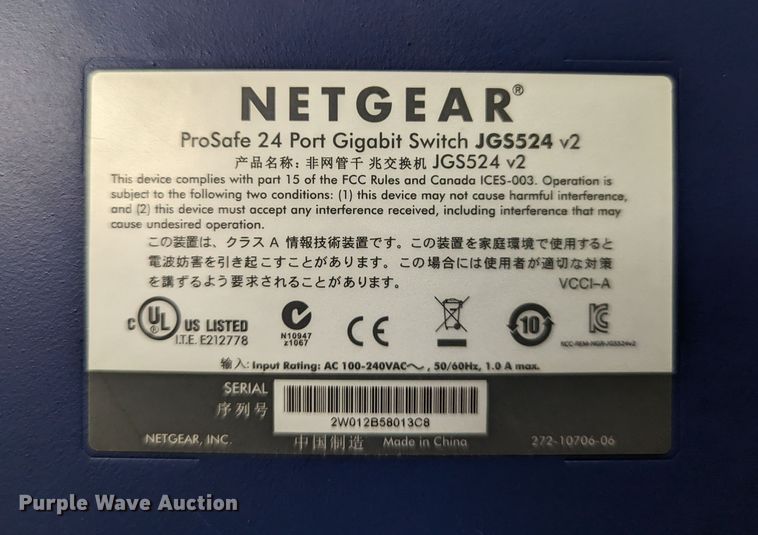 NETGEAR®
ProSafe 24 Port Gigabit Switch JGS524 v2
产品名称: 非网管千兆交换机 JGS524 v2
This device complies with part 15 of the FCC Rules and Canada ICES-003. Operation is
subject to the following two conditions: (1) this device may not cause harmful interference,
and (2) this device must accept any interference received, including interference that may
cause undesired operation.
この装置は、クラス A 情報技術装置です。この装置を家庭環境で使用すると
電波妨害を引き起こすことがあります。この場合には使用者が適切な対策
を講ずるよう要求されることがあります。 VCCI-A
C UL US LISTED
I.T.E. E212778
N10947
z1067
CE
10
KCC-REM-NGR-JGS524v2
输入: Input Rating: AC 100-240VAC～, 50/60Hz, 1.0 A max.
SERIAL
序列号
2W012B58013C8
NETGEAR, INC. 中国制造 Made in China 272-10706-06
Purple Wave Auction